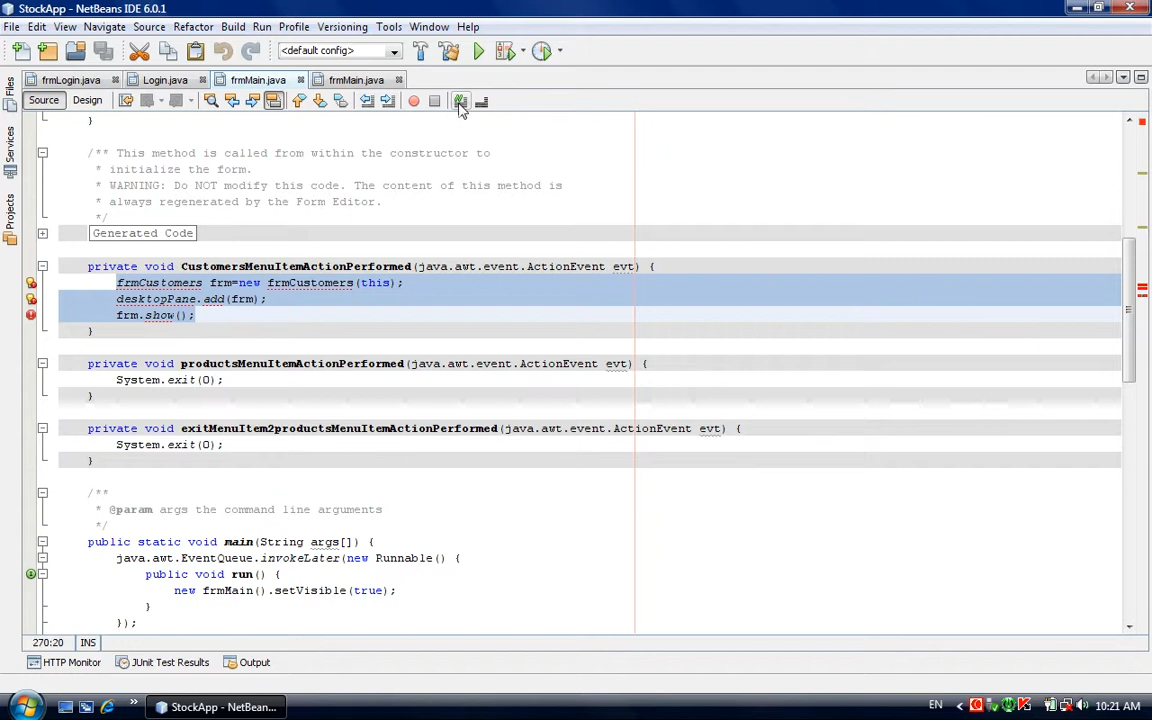 StockApp - NetBeans IDE 6.0.1
File Edit View Navigate Source Refactor Build Run Profile Versioning Tools Window Help
<default config>
frmLogin.java Login.java frmMain.java frmMain.java
Source Design
Files
Services
Projects
}
/** This method is called from within the constructor to
* initialize the form.
* WARNING: Do NOT modify this code. The content of this method is
* always regenerated by the Form Editor.
*/
Generated Code
private void CustomersMenuItemActionPerformed(java.awt.event.ActionEvent evt) {
frmCustomers frm=new frmCustomers(this);
desktopPane.add(frm);
frm.show();
}
private void productsMenuItemActionPerformed(java.awt.event.ActionEvent evt) {
System.exit(0);
}
private void exitMenuItem2productsMenuItemActionPerformed(java.awt.event.ActionEvent evt) {
System.exit(0);
}
/**
* @param args the command line arguments
*/
public static void main(String args[]) {
java.awt.EventQueue.invokeLater(new Runnable() {
public void run() {
new frmMain().setVisible(true);
}
});
270:20 INS
HTTP Monitor JUnit Test Results Output
StockApp - NetBean... EN 10:21 AM